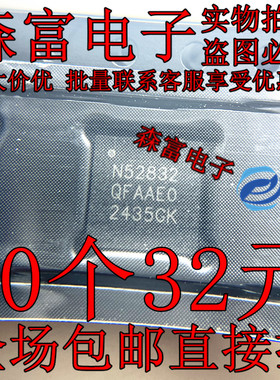 森富电子
实物拍
盗图必
大价优 批量联系客服享受优
森富电子
N52832
QFAAE0
2435CK
0个32元
全场包邮直接